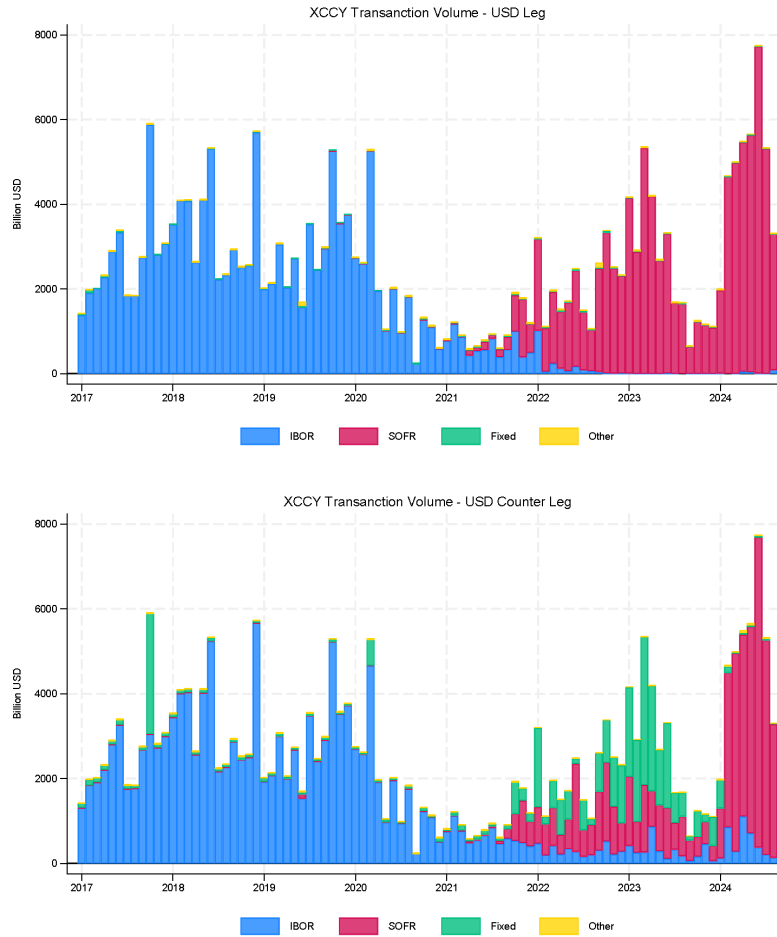 XCCY Transanction Volume - USD Leg
8000
6000
4000
2000
0
Billion USD
2017 2018 2019 2020 2021 2022 2023 2024
IBOR SOFR Fixed Other
XCCY Transanction Volume - USD Counter Leg
8000
6000
4000
2000
0
Billion USD
2017 2018 2019 2020 2021 2022 2023 2024
IBOR SOFR Fixed Other